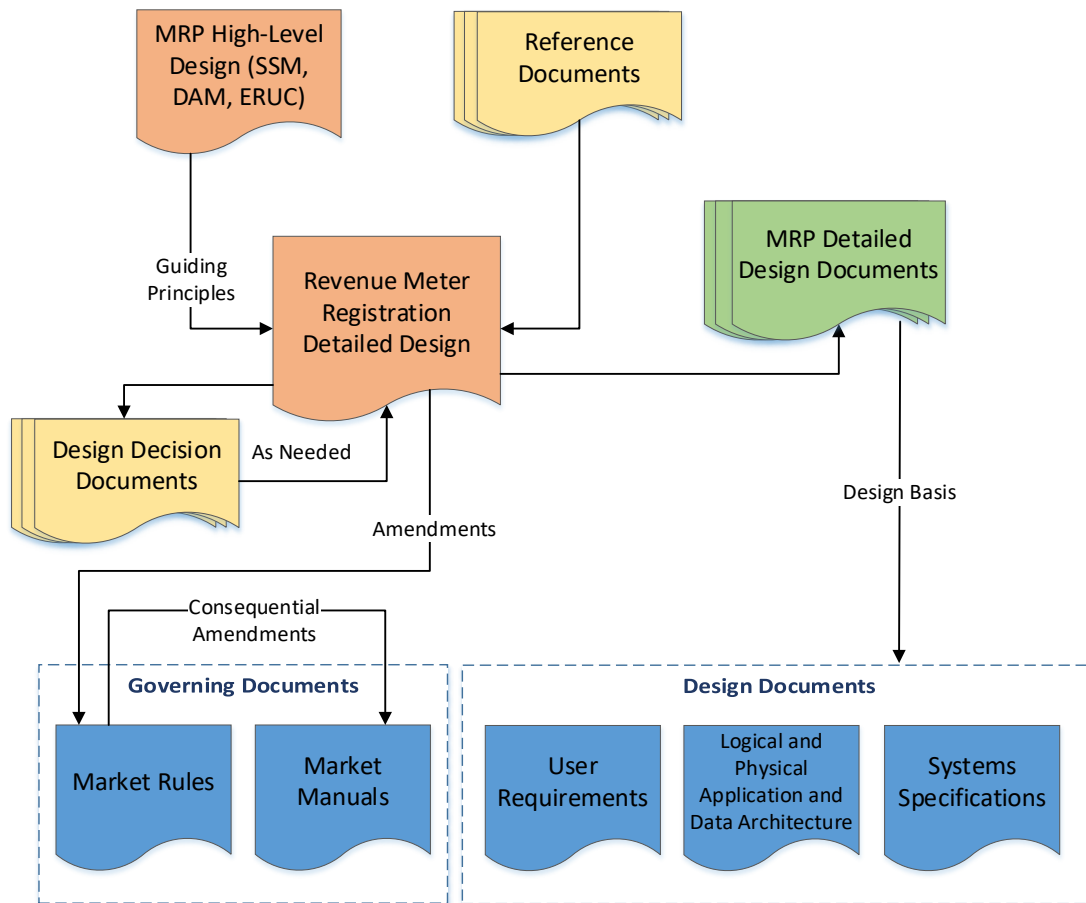 MRP High-Level
Design (SSM,
DAM, ERUC)
Reference
Documents
Guiding
Principles
Revenue Meter
Registration
Detailed Design
MRP Detailed
Design Documents
Design Decision
Documents
As Needed
Amendments
Design Basis
Consequential
Amendments
Governing Documents
Market Rules
Market
Manuals
Design Documents
User
Requirements
Logical and
Physical
Application and
Data Architecture
Systems
Specifications